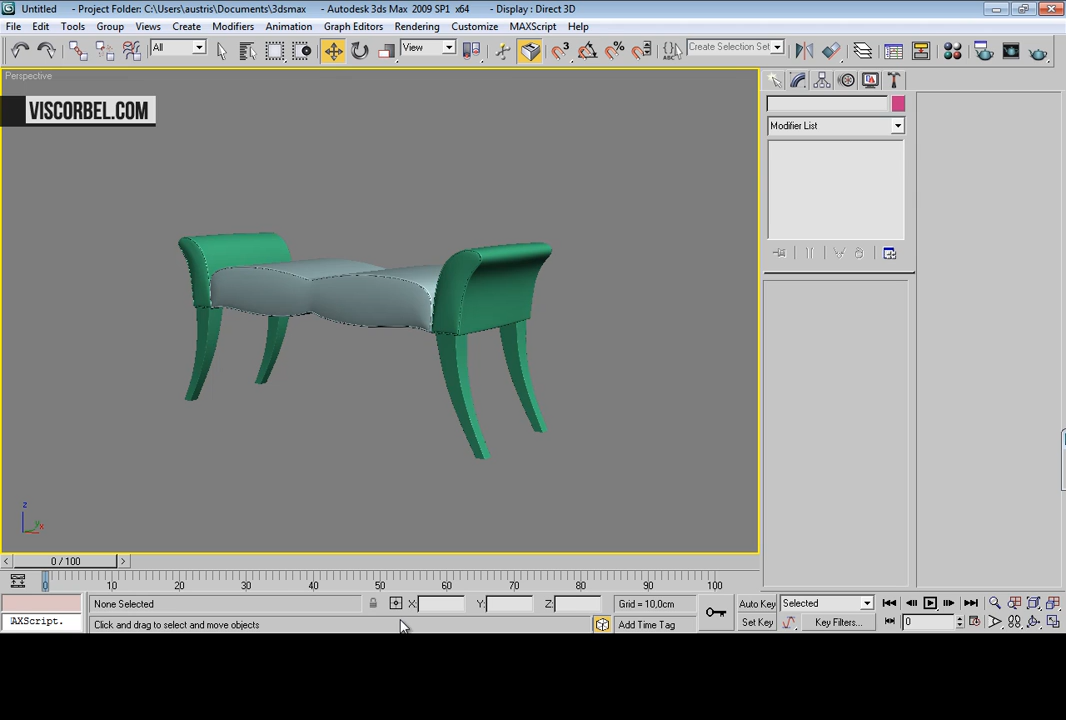 Untitled - Project Folder: C:\Users\austris\Documents\3dsmax - Autodesk 3ds Max 2009 SP1 x64 - Display : Direct 3D
File Edit Tools Group Views Create Modifiers Animation Graph Editors Rendering Customize MAXScript Help
All View 3 Create Selection Set
Perspective
VISCORBEL.COM
Modifier List
z
y x
0 / 100
0 10 20 30 40 50 60 70 80 90 100
None Selected X: Y: Z: Grid = 10,0cm Auto Key Selected
AXScript. Click and drag to select and move objects Add Time Tag Set Key Key Filters... 0